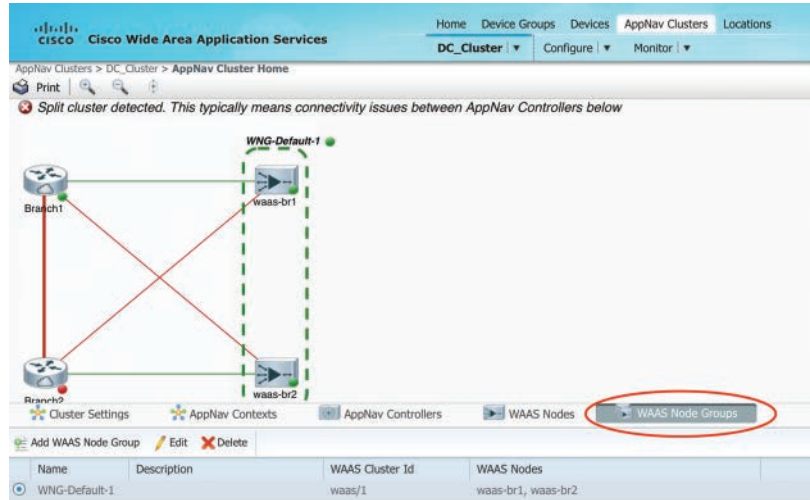 Home Device Groups Devices AppNav Clusters Locations
CISCO Cisco Wide Area Application Services
DC_Cluster Configure Monitor
AppNav Clusters > DC_Cluster > AppNav Cluster Home
Print
Split cluster detected. This typically means connectivity issues between AppNav Controllers below
WNG-Default-1
Branch1
waas-br1
Branch2
waas-br2
Cluster Settings AppNav Contexts AppNav Controllers WAAS Nodes WAAS Node Groups
Add WAAS Node Group Edit Delete
Name Description WAAS Cluster Id WAAS Nodes
WNG-Default-1 waas/1 waas-br1, waas-br2